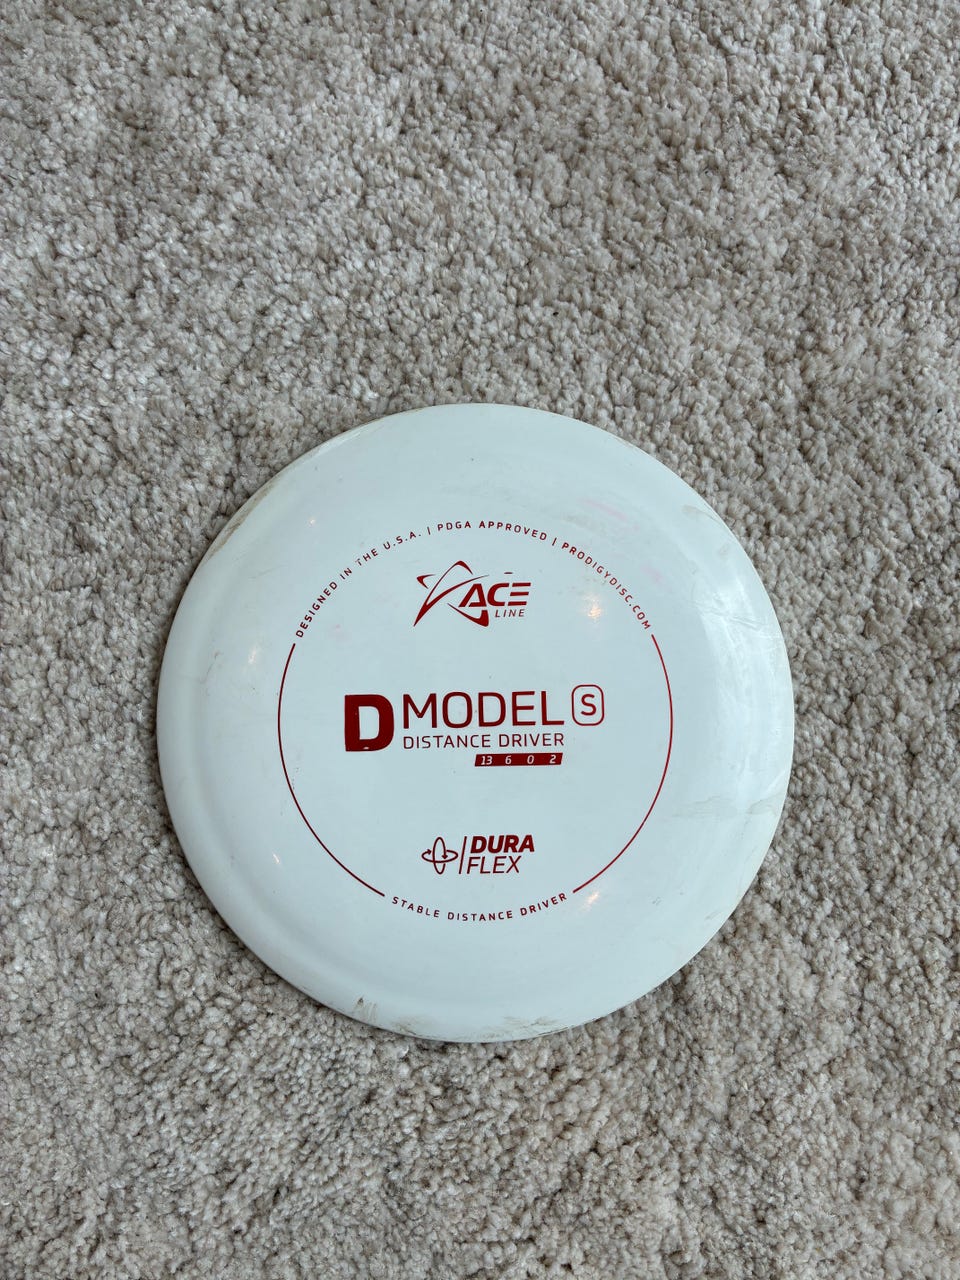 DESIGNED IN THE U.S.A. | PDGA APPROVED | PRODIGYDISC.COM
ACE
LINE
D MODEL S
DISTANCE DRIVER
13 6 0 2
DURA
FLEX
STABLE DISTANCE DRIVER